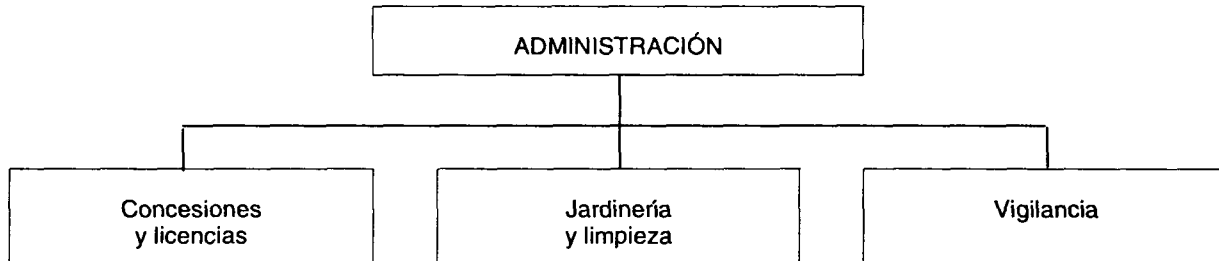 ADMINISTRACIÓN
Concesiones
y licencias
Jardinería
y limpieza
Vigilancia